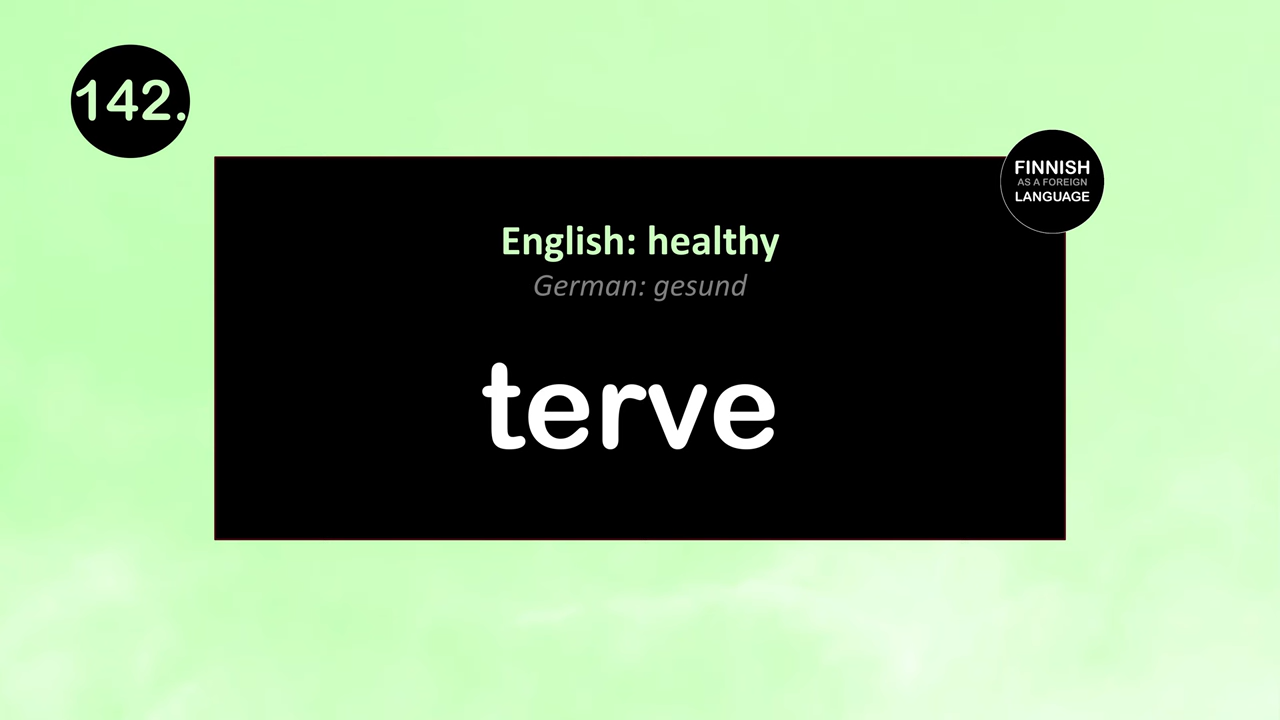 142.
FINNISH
AS A FOREIGN
LANGUAGE
English: healthy
German: gesund
terve